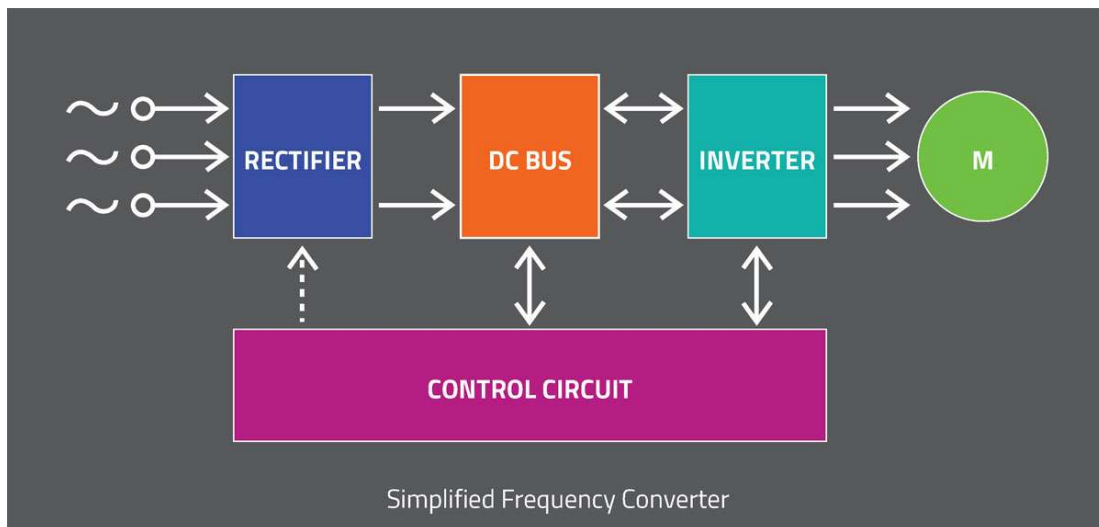 RECTIFIER
DC BUS
INVERTER
M
CONTROL CIRCUIT
Simplified Frequency Converter